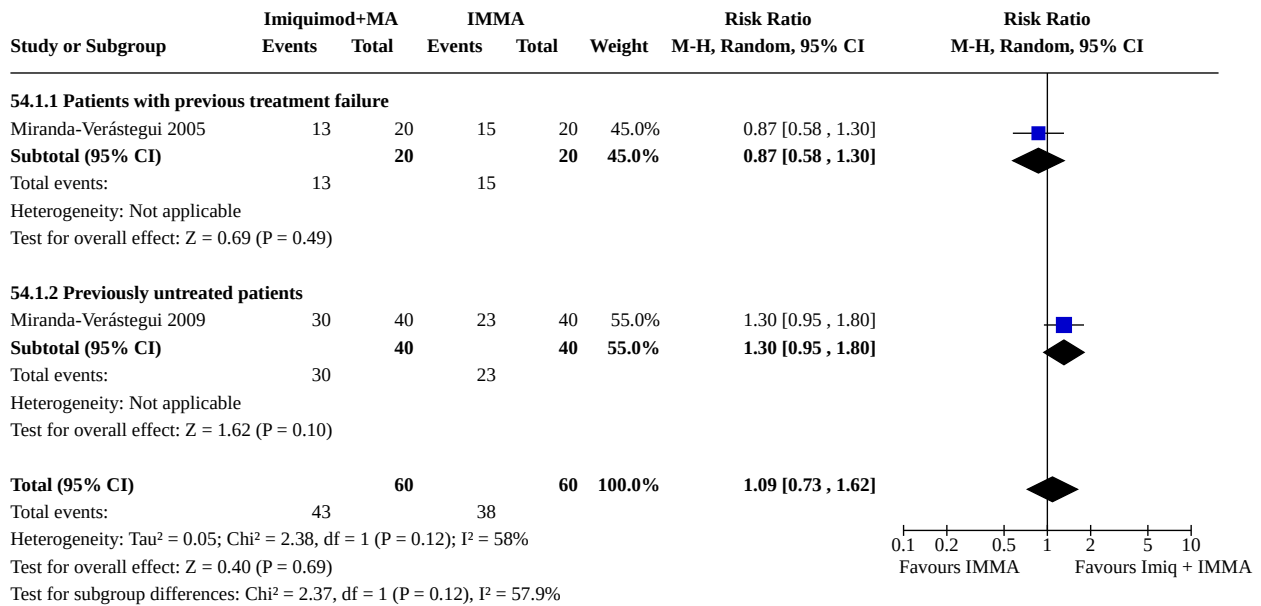 Imiquimod+MA IMMA Risk Ratio Risk Ratio
Study or Subgroup Events Total Events Total Weight M-H, Random, 95% CI M-H, Random, 95% CI
54.1.1 Patients with previous treatment failure
Miranda-Verástegui 2005 13 20 15 20 45.0% 0.87 [0.58 , 1.30]
Subtotal (95% CI) 20 20 45.0% 0.87 [0.58 , 1.30]
Total events: 13 15
Heterogeneity: Not applicable
Test for overall effect: Z = 0.69 (P = 0.49)
54.1.2 Previously untreated patients
Miranda-Verástegui 2009 30 40 23 40 55.0% 1.30 [0.95 , 1.80]
Subtotal (95% CI) 40 40 55.0% 1.30 [0.95 , 1.80]
Total events: 30 23
Heterogeneity: Not applicable
Test for overall effect: Z = 1.62 (P = 0.10)
Total (95% CI) 60 60 100.0% 1.09 [0.73 , 1.62]
Total events: 43 38
Heterogeneity: Tau² = 0.05; Chi² = 2.38, df = 1 (P = 0.12); I² = 58% 0.1 0.2 0.5 1 2 5 10
Test for overall effect: Z = 0.40 (P = 0.69) Favours IMMA Favours Imiq + IMMA
Test for subgroup differences: Chi² = 2.37, df = 1 (P = 0.12), I² = 57.9%